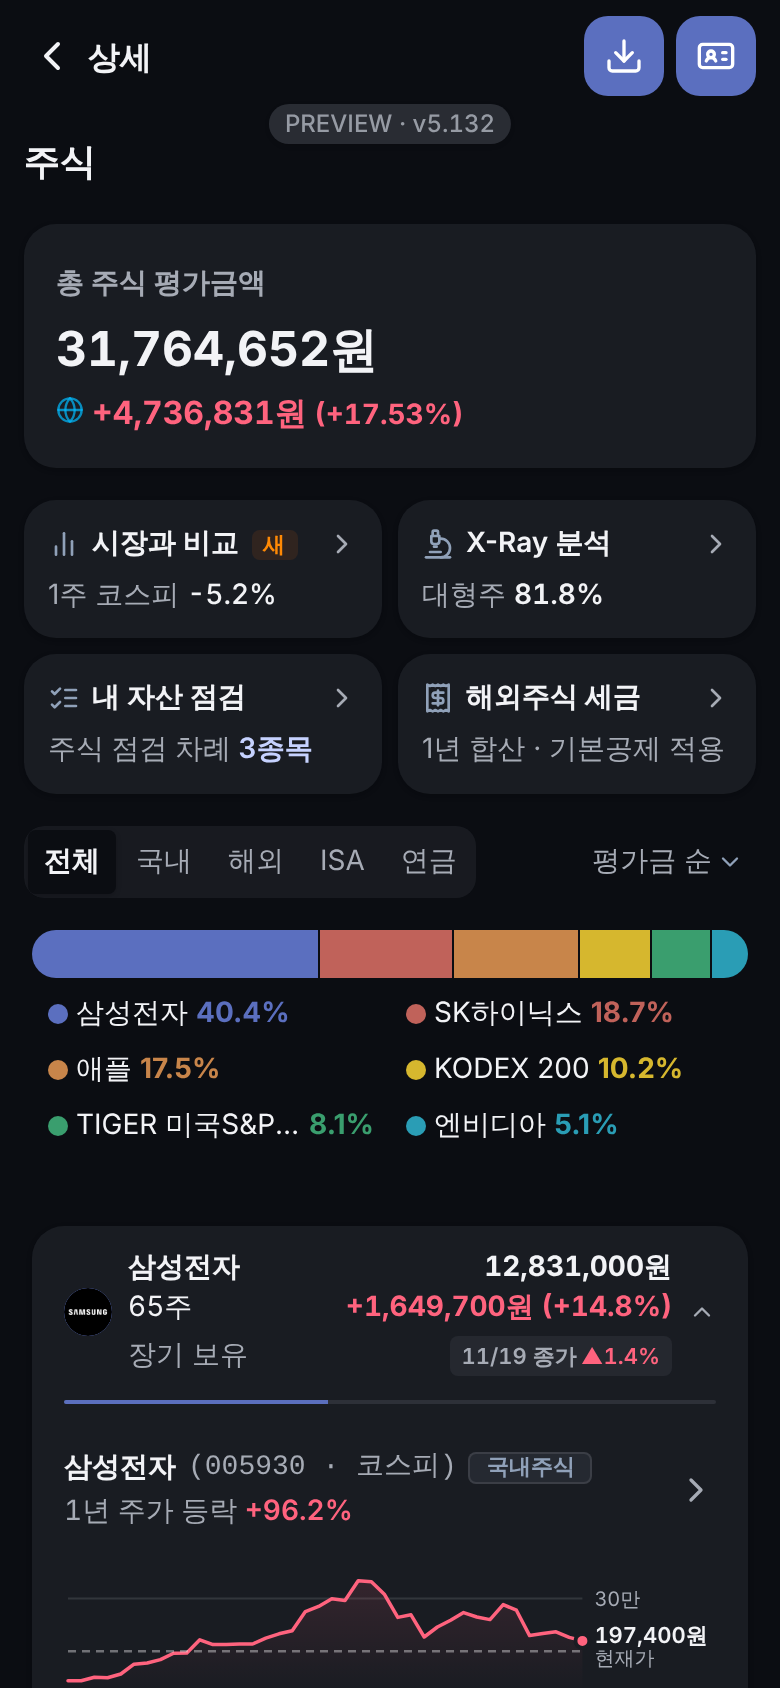 상세
PREVIEW · v5.132
주식
총 주식 평가금액
31,764,652원
+4,736,831원 (+17.53%)
시장과 비교 새
1주 코스피 -5.2%
X-Ray 분석
대형주 81.8%
내 자산 점검
주식 점검 차례 3종목
해외주식 세금
1년 합산 · 기본공제 적용
전체 국내 해외 ISA 연금 평가금 순
삼성전자 40.4% SK하이닉스 18.7%
애플 17.5% KODEX 200 10.2%
TIGER 미국S&P... 8.1% 엔비디아 5.1%
SAMSUNG
삼성전자 12,831,000원
65주 +1,649,700원 (+14.8%)
장기 보유 11/19 종가 ▲1.4%
삼성전자 (005930 · 코스피) 국내주식
1년 주가 등락 +96.2%
30만
197,400원
현재가